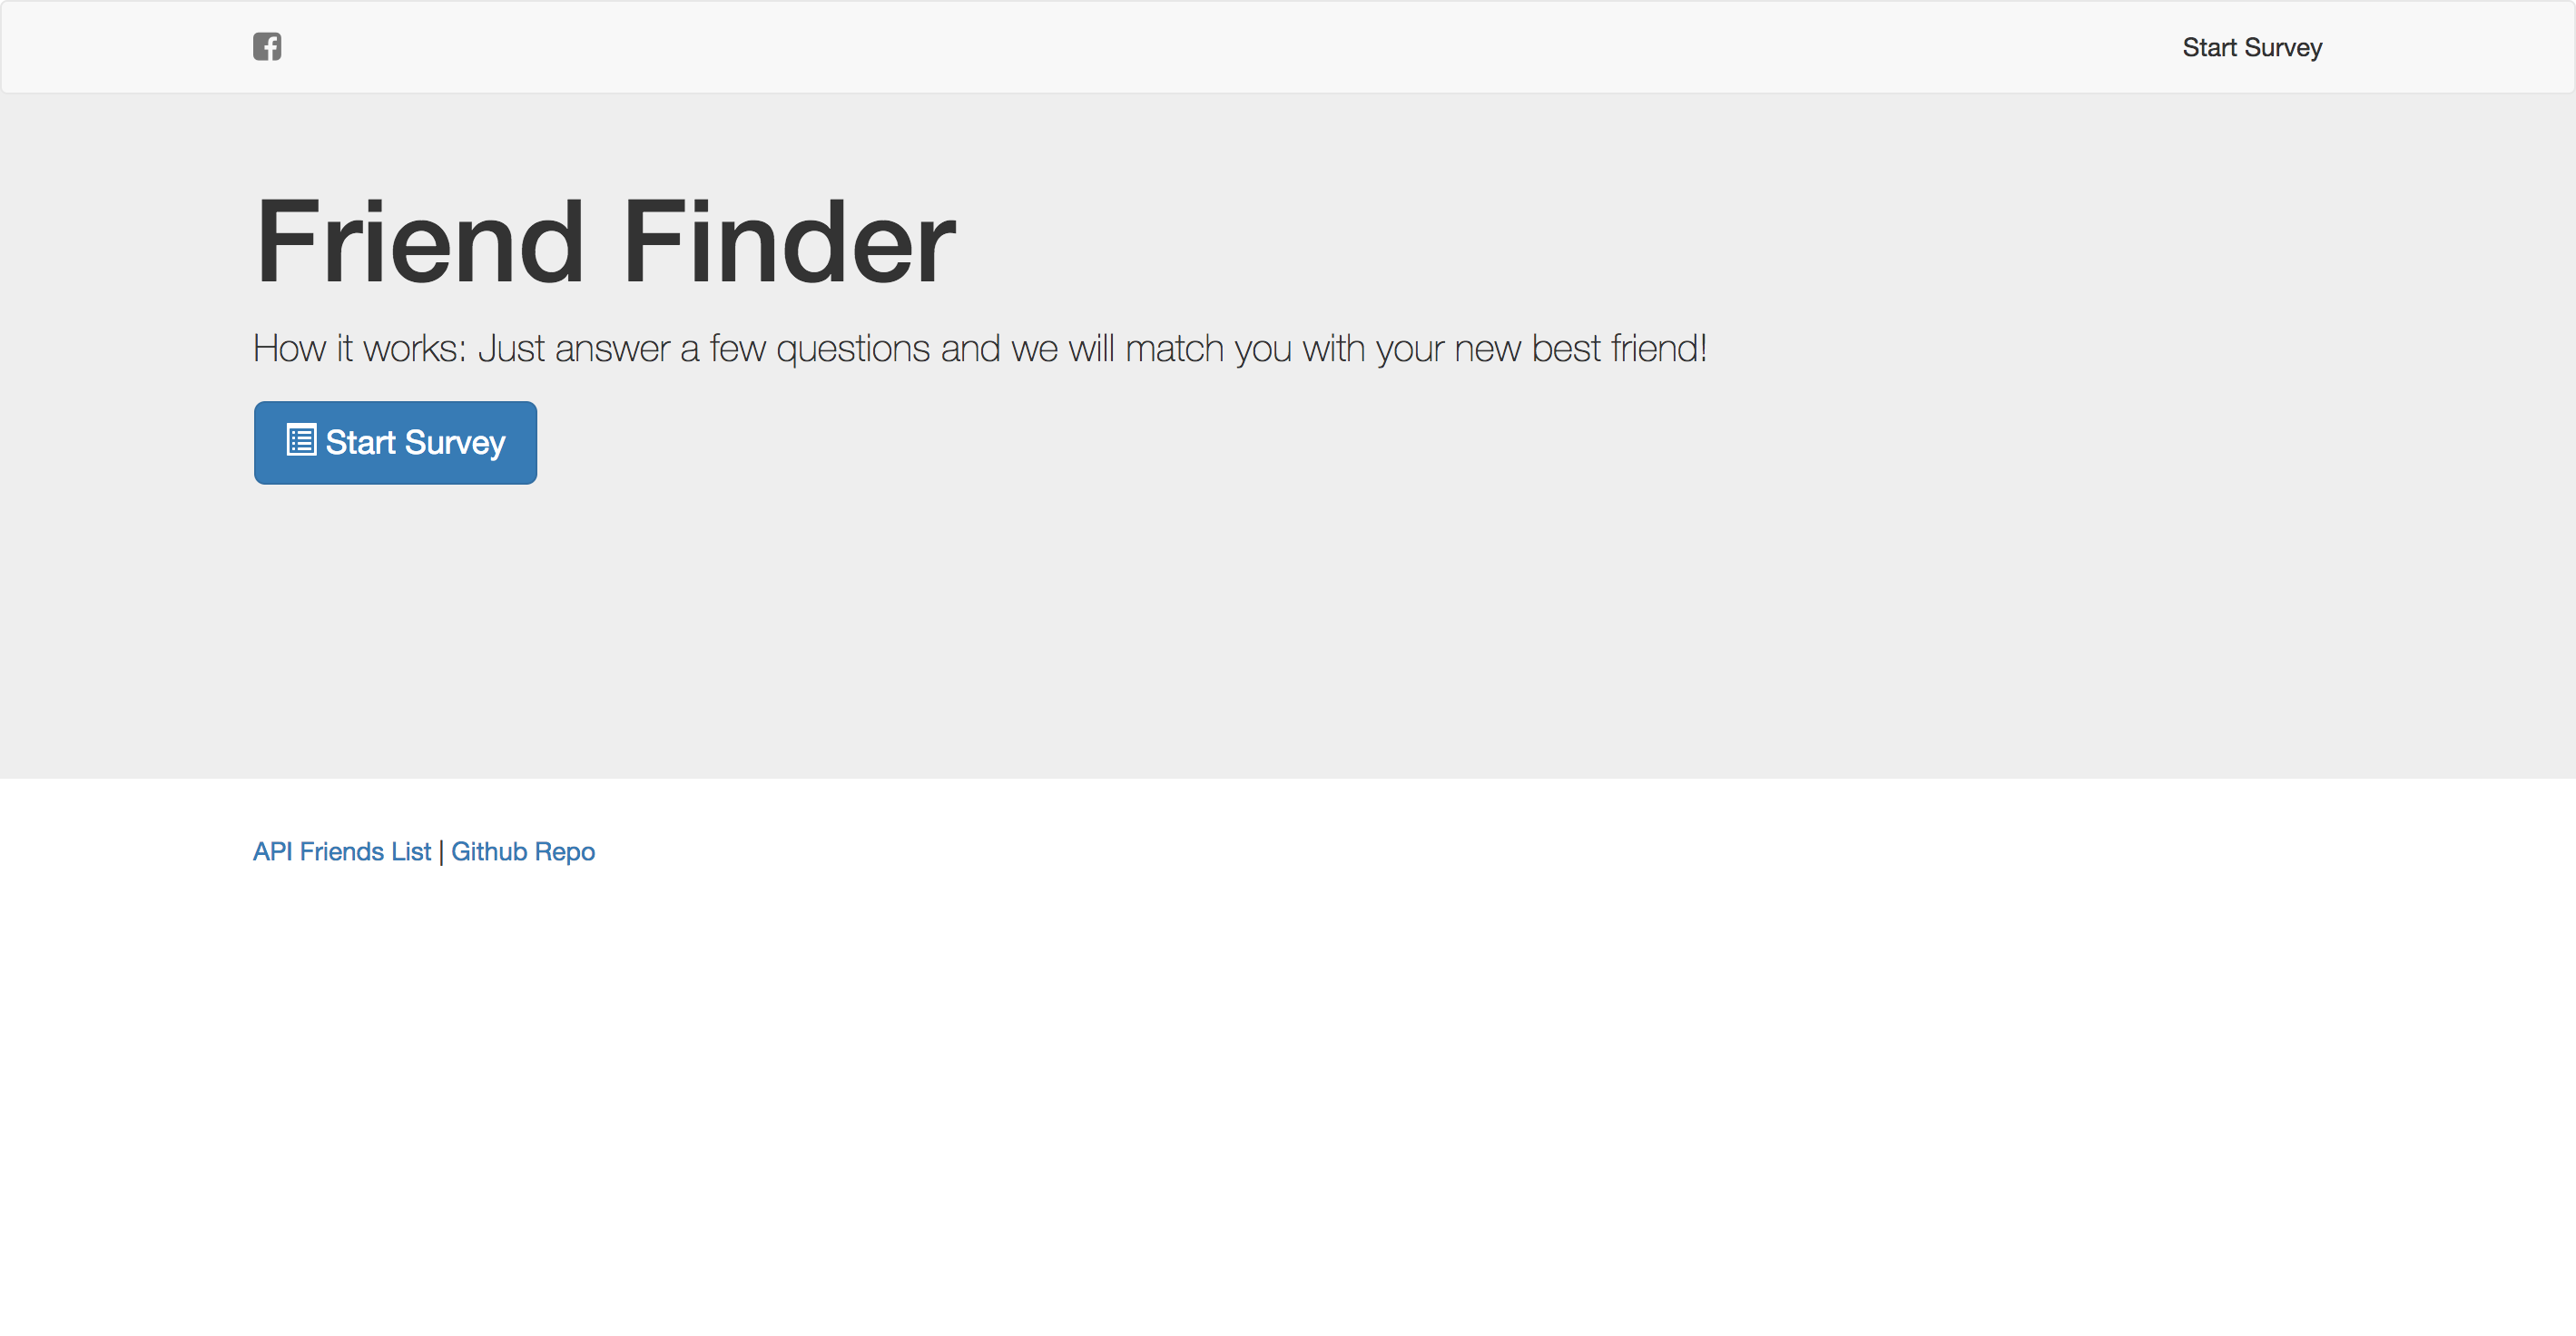 Start Survey
Friend Finder
How it works: Just answer a few questions and we will match you with your new best friend!
Start Survey
API Friends List | Github Repo